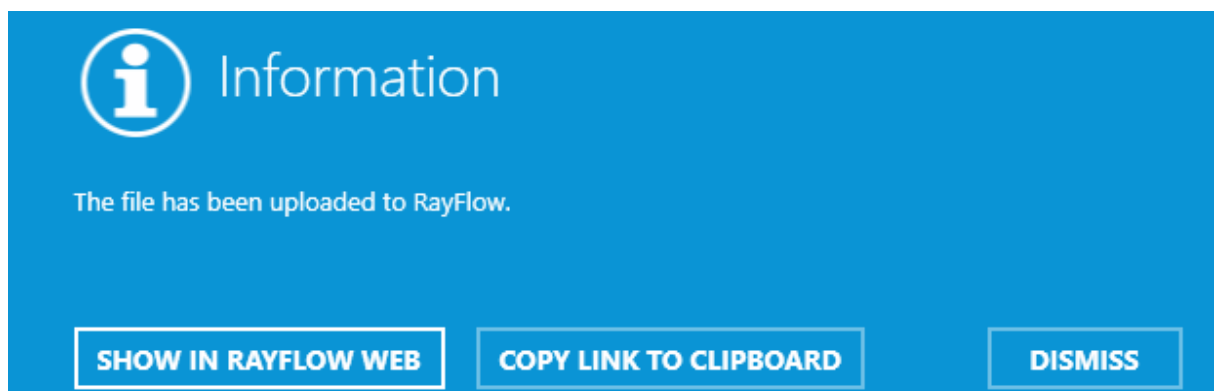 Information
The file has been uploaded to RayFlow.
SHOW IN RAYFLOW WEB COPY LINK TO CLIPBOARD DISMISS